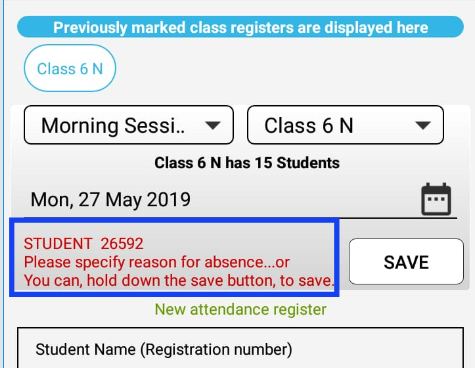 Previously marked class registers are displayed here
Class 6 N
Morning Sessi.. Class 6 N
Class 6 N has 15 Students
Mon, 27 May 2019
STUDENT 26592
Please specify reason for absence...or
You can, hold down the save button, to save.
SAVE
New attendance register
Student Name (Registration number)